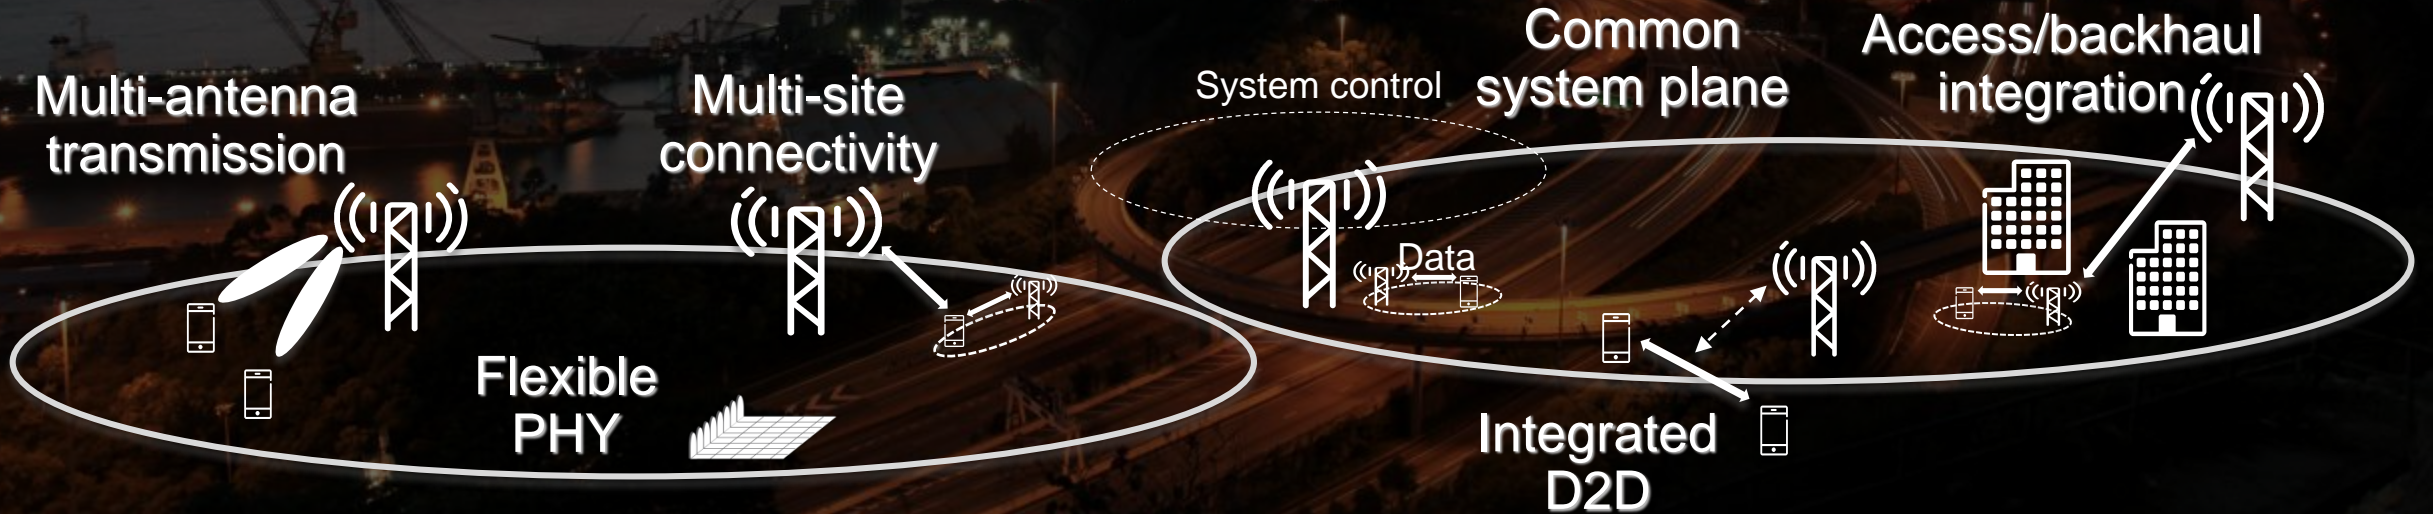 Multi-antenna
transmission
Multi-site
connectivity
System control
Common
system plane
Access/backhaul
integration
Data
Flexible
PHY
Integrated
D2D